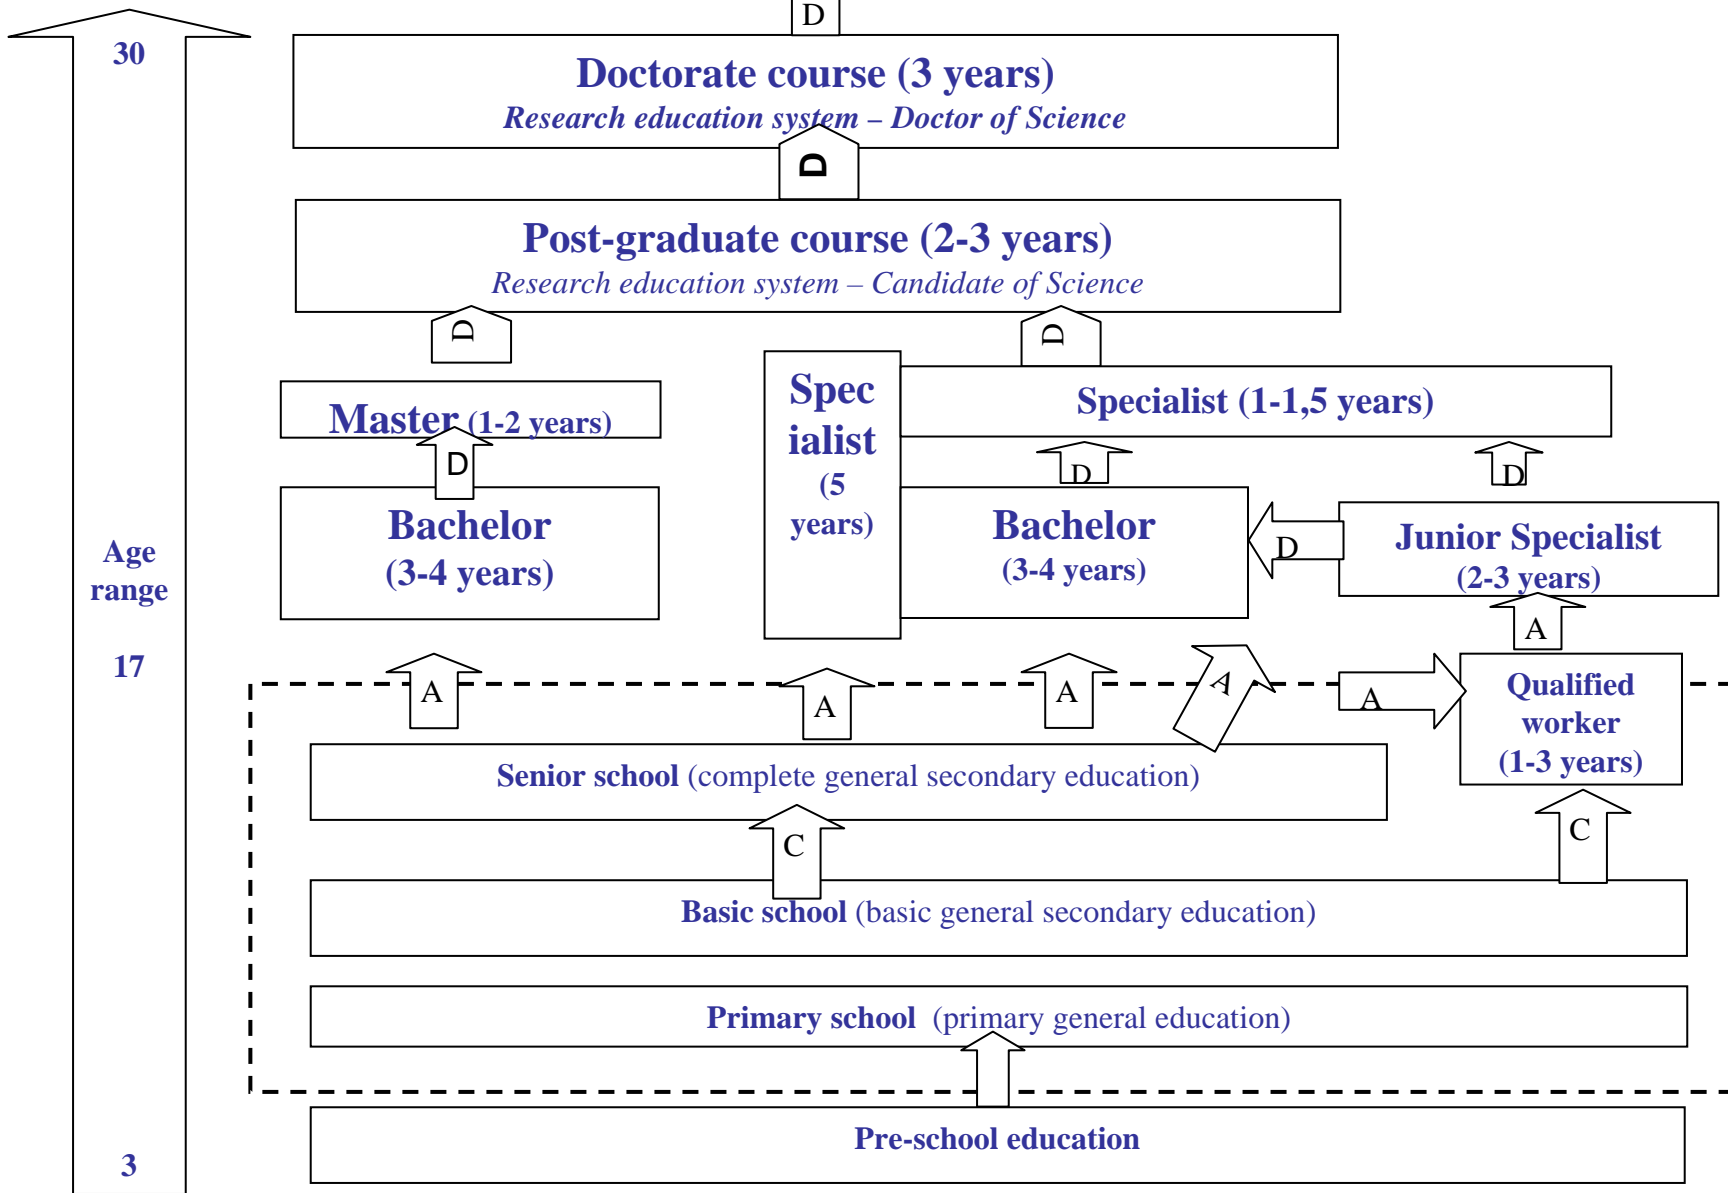 D
30
Doctorate course (3 years)
Research education system – Doctor of Science
D
Post-graduate course (2-3 years)
Research education system – Candidate of Science
D
D
Master (1-2 years)
Spec
ialist
(5
years)
Specialist (1-1,5 years)
D
D
D
Bachelor
(3-4 years)
Bachelor
(3-4 years)
D
Junior Specialist
(2-3 years)
Age
range
17
A
A
A
A
A
A
Qualified
worker
(1-3 years)
Senior school (complete general secondary education)
C
C
Basic school (basic general secondary education)
Primary school (primary general education)
Pre-school education
3